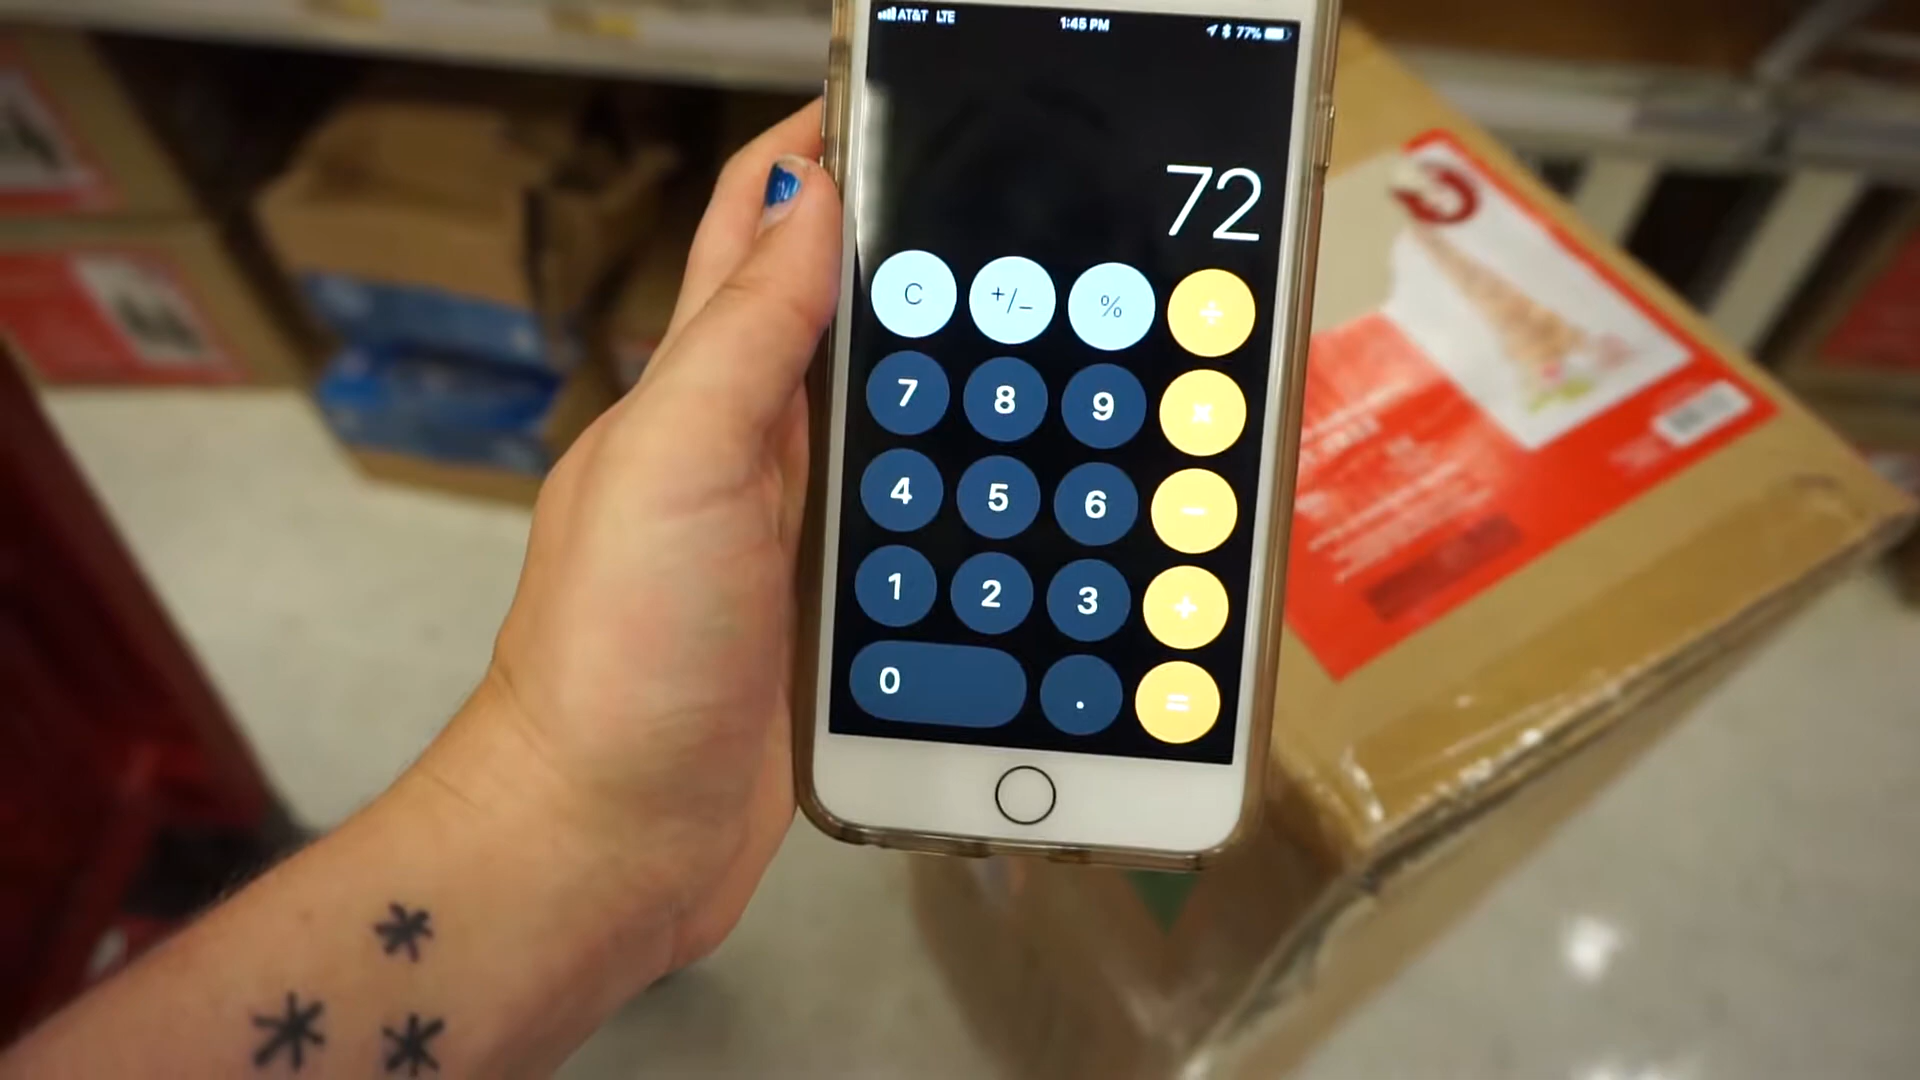 AT&T LTE 1:45 PM 77%
72
C +/− % ÷
7 8 9 ×
4 5 6 −
1 2 3 +
0 . =